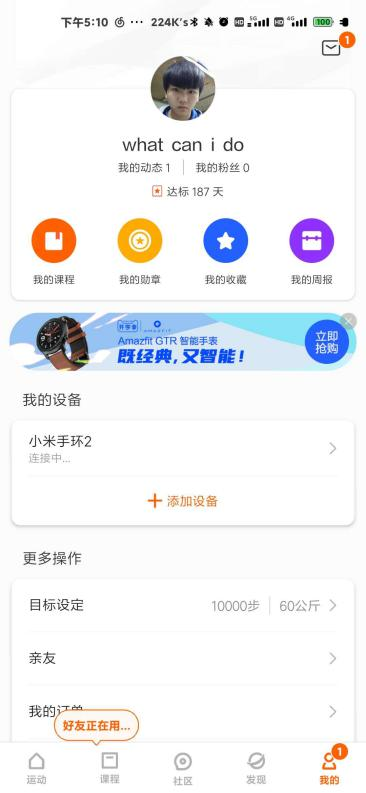 下午5:10 ... 224K/s HD 5G HD 4G 100
1
what can i do
我的动态 1 我的粉丝 0
达标 187 天
我的课程 我的勋章 我的收藏 我的周报
开学季 AMAZFIT
Amazfit GTR 智能手表
既经典，又智能！
立即
抢购
我的设备
小米手环2
连接中...
添加设备
更多操作
目标设定 10000步 60公斤
亲友
我的订单
好友正在用...
1
运动 课程 社区 发现 我的